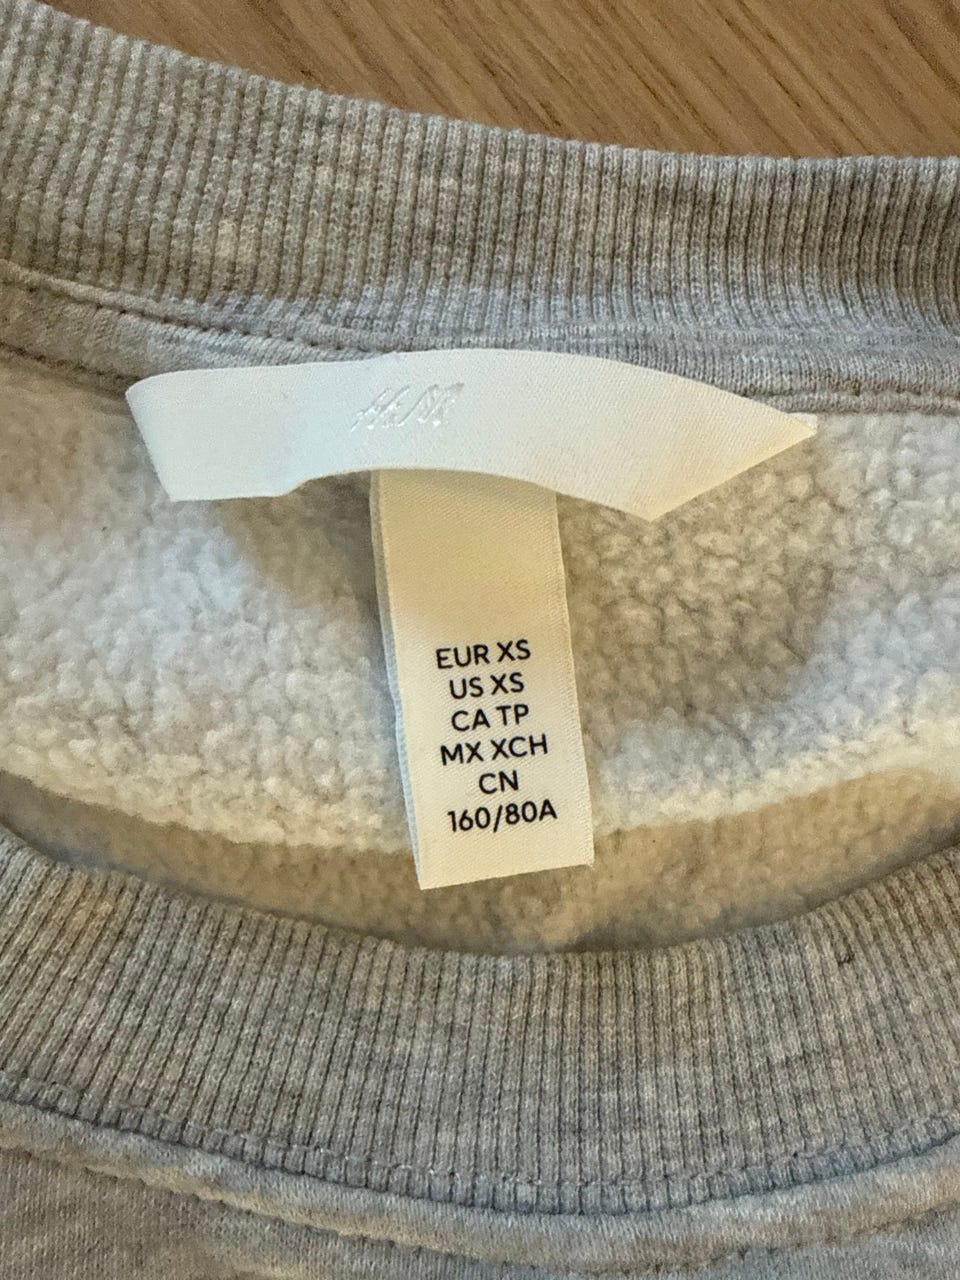 H&M
EUR XS
US XS
CA TP
MX XCH
CN
160/80A